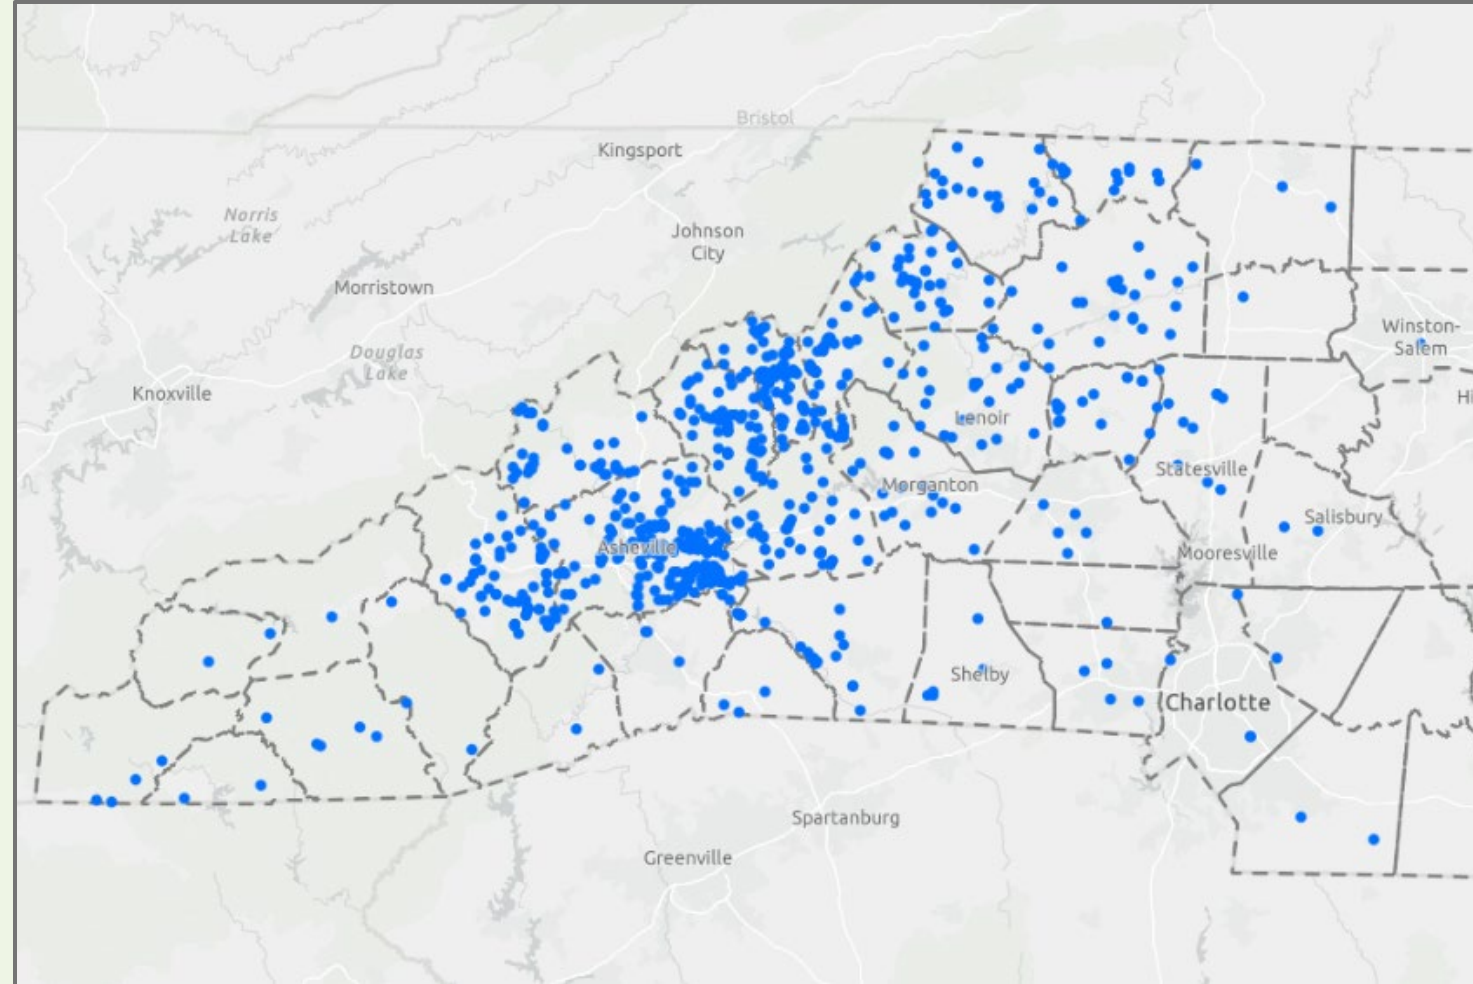 Bristol
Kingsport
Norris
Lake
Johnson
City
Morristown
Winston-
Salem
Douglas
Lake
Knoxville
Hi
Lenoir
Statesville
Morganton
Salisbury
Asheville
Mooresville
Shelby
Charlotte
Spartanburg
Greenville